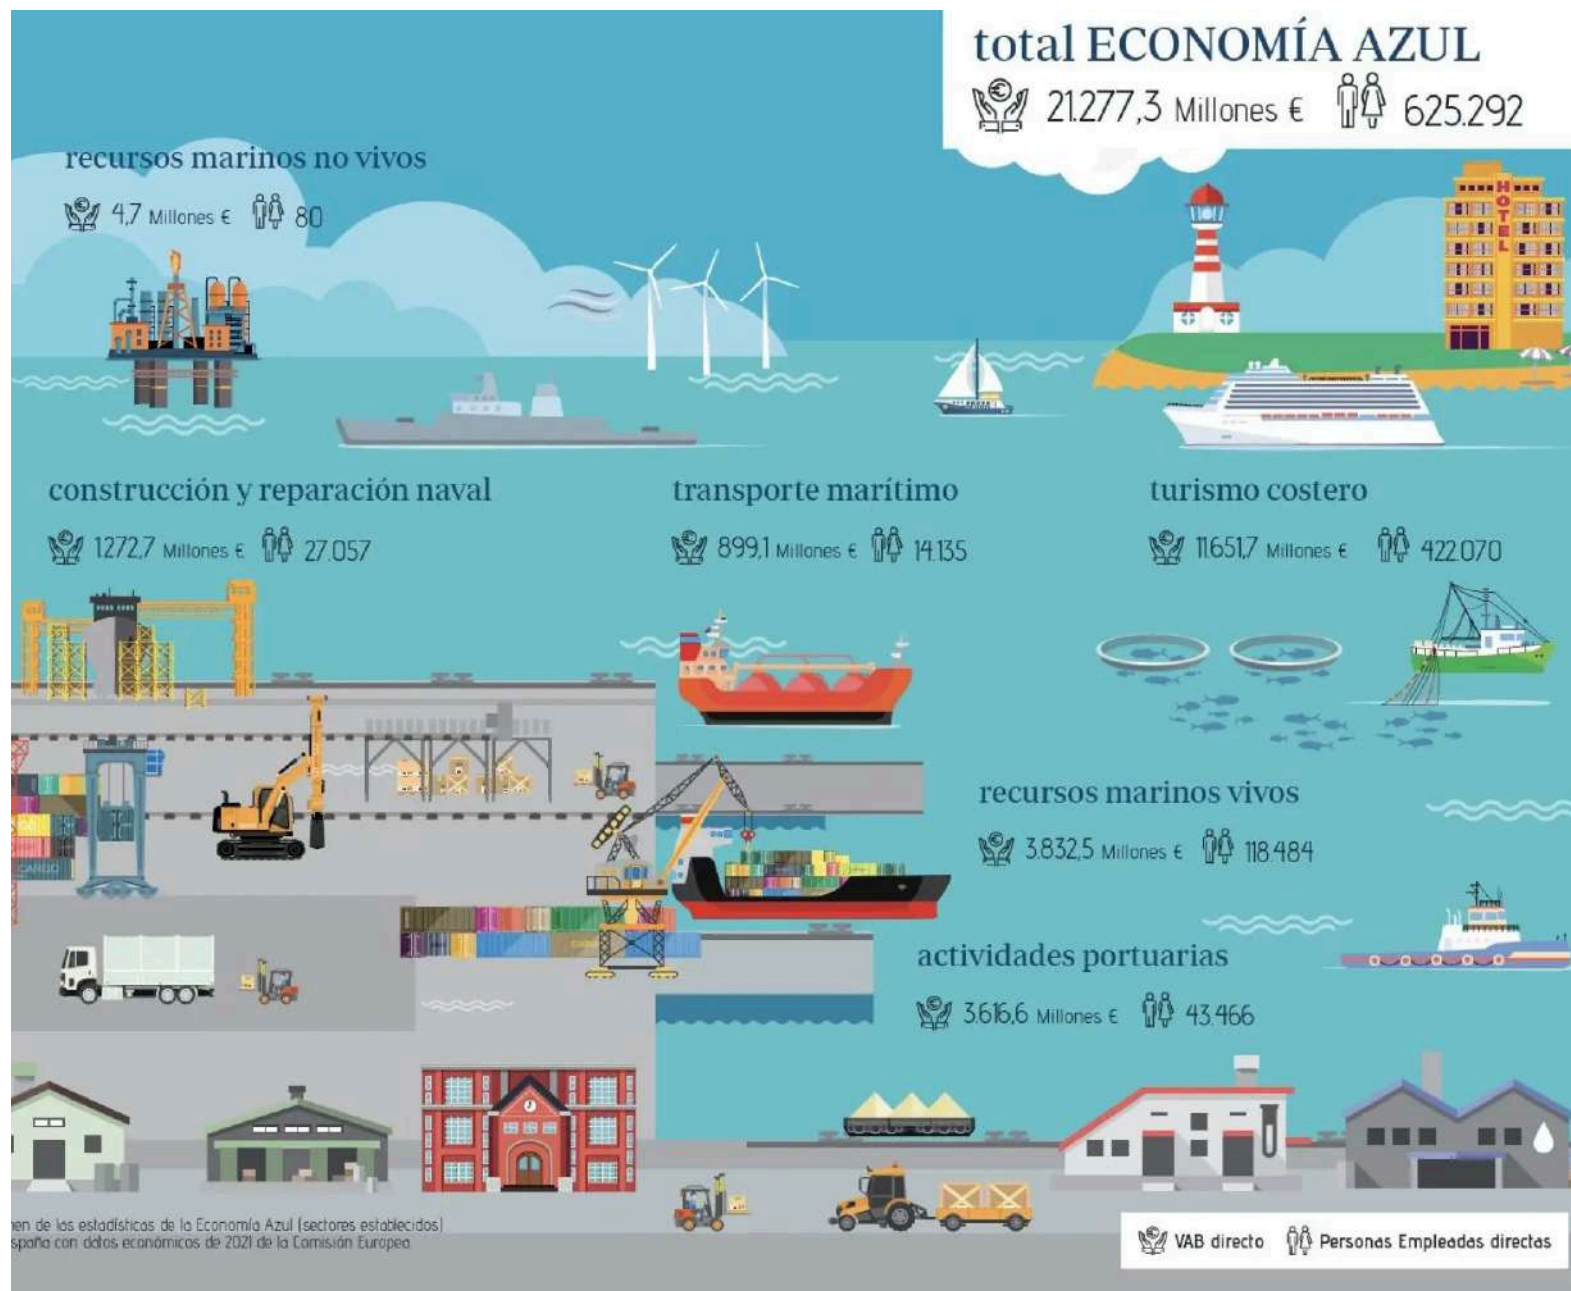 total ECONOMÍA AZUL
21.277,3 Millones € 625.292
recursos marinos no vivos
4,7 Millones € 80
HOTEL
construcción y reparación naval
1272,7 Millones € 27.057
transporte marítimo
899,1 Millones € 14.135
turismo costero
11.651,7 Millones € 422.070
recursos marinos vivos
3.832,5 Millones € 118.484
CARGO
actividades portuarias
3.616,6 Millones € 43.466
de las estadísticas de la Economía Azul (sectores establecidos)
con datos económicos de 2021 de la Comisión Europea
VAB directo Personas Empleadas directas